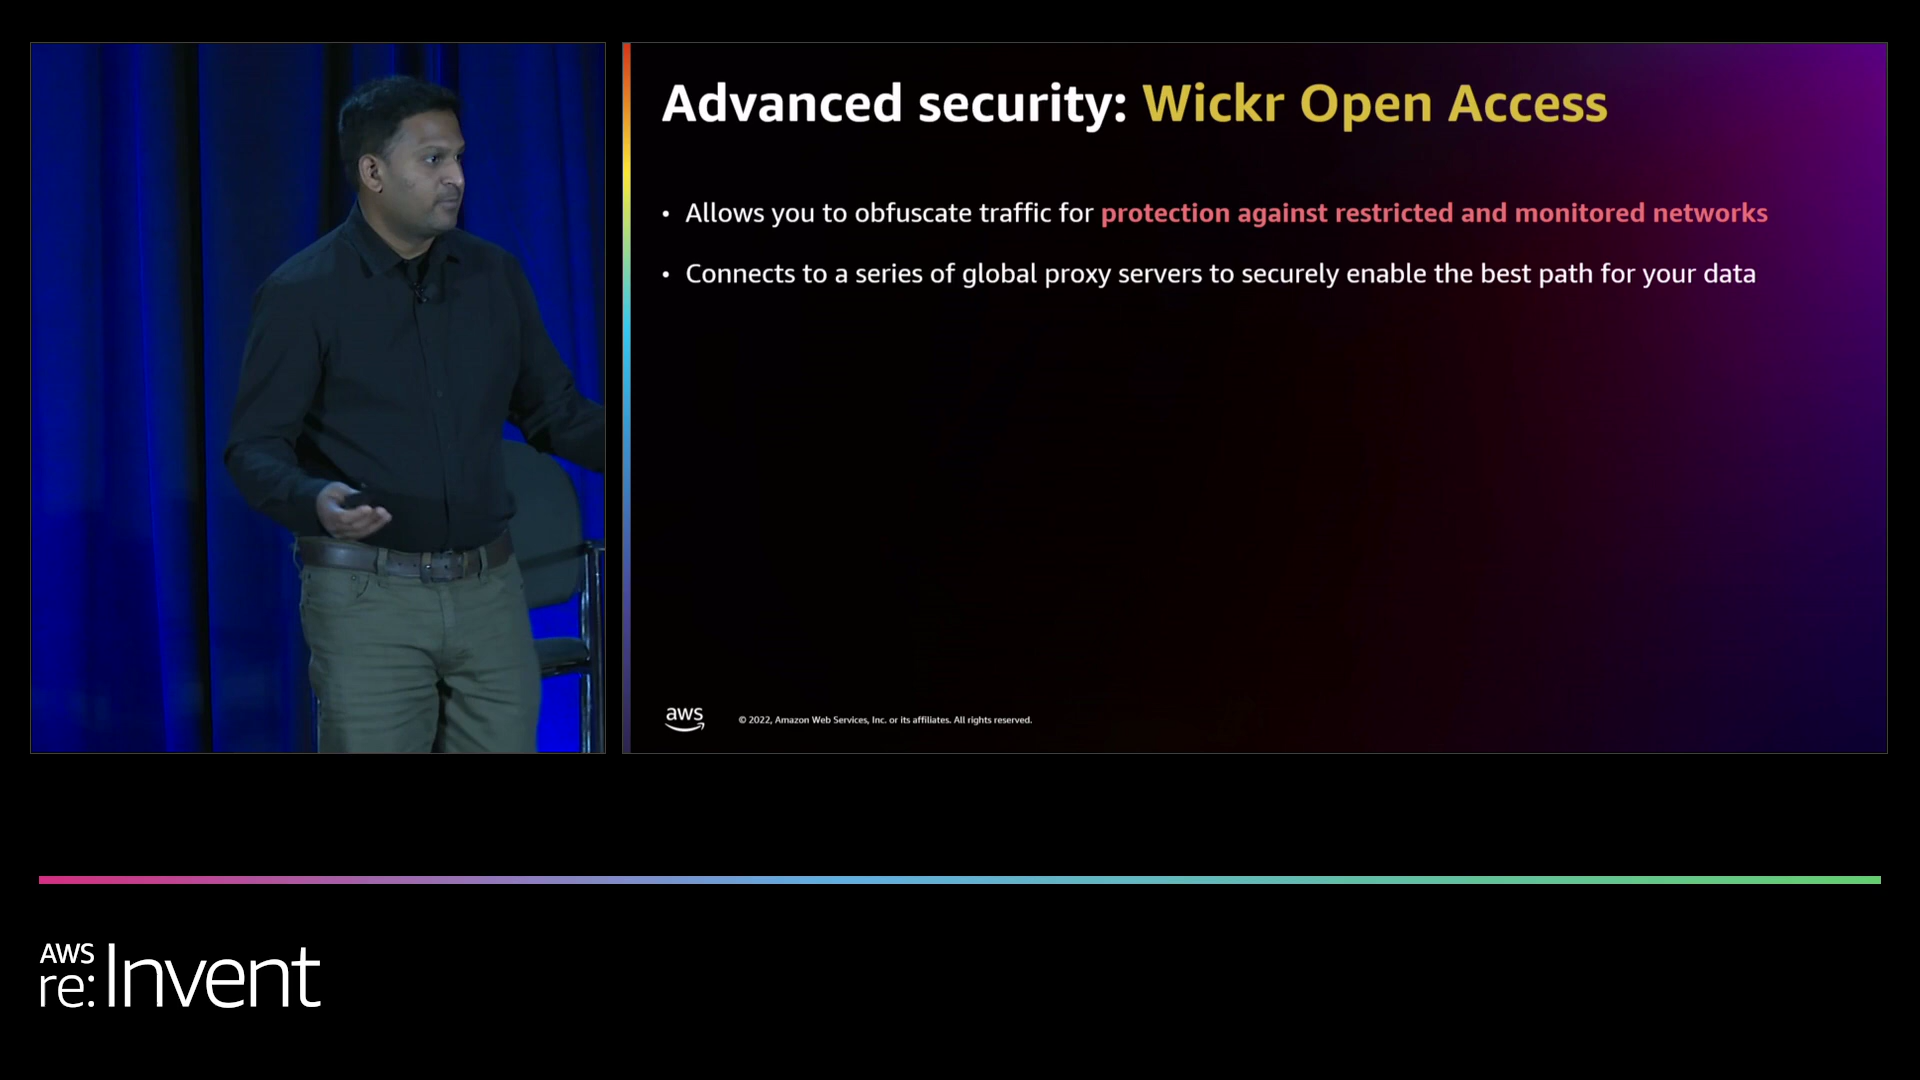 Advanced security: Wickr Open Access
• Allows you to obfuscate traffic for protection against restricted and monitored networks
• Connects to a series of global proxy servers to securely enable the best path for your data
aws
© 2022, Amazon Web Services, Inc. or its affiliates. All rights reserved.
AWS
re:Invent